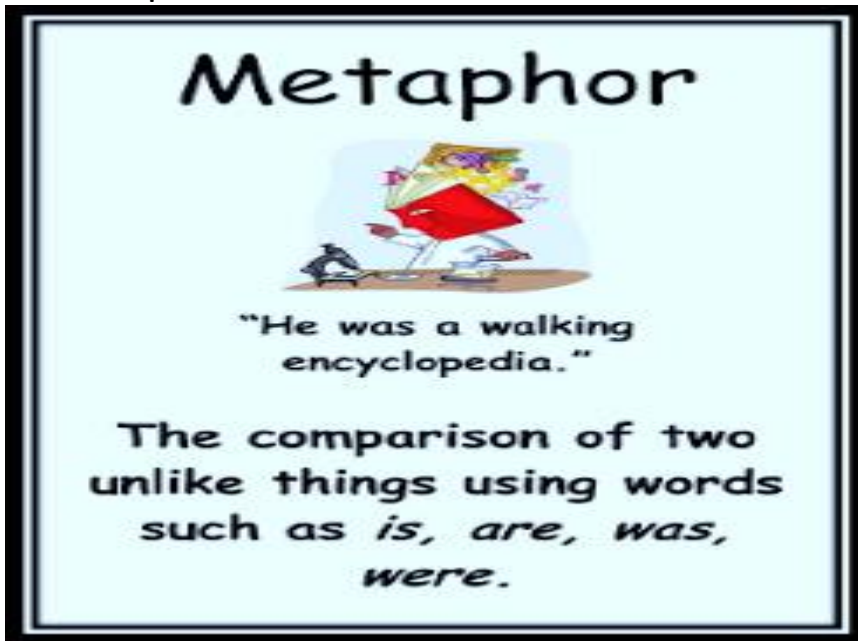 Metaphor
“He was a walking
encyclopedia.”
The comparison of two
unlike things using words
such as is, are, was,
were.